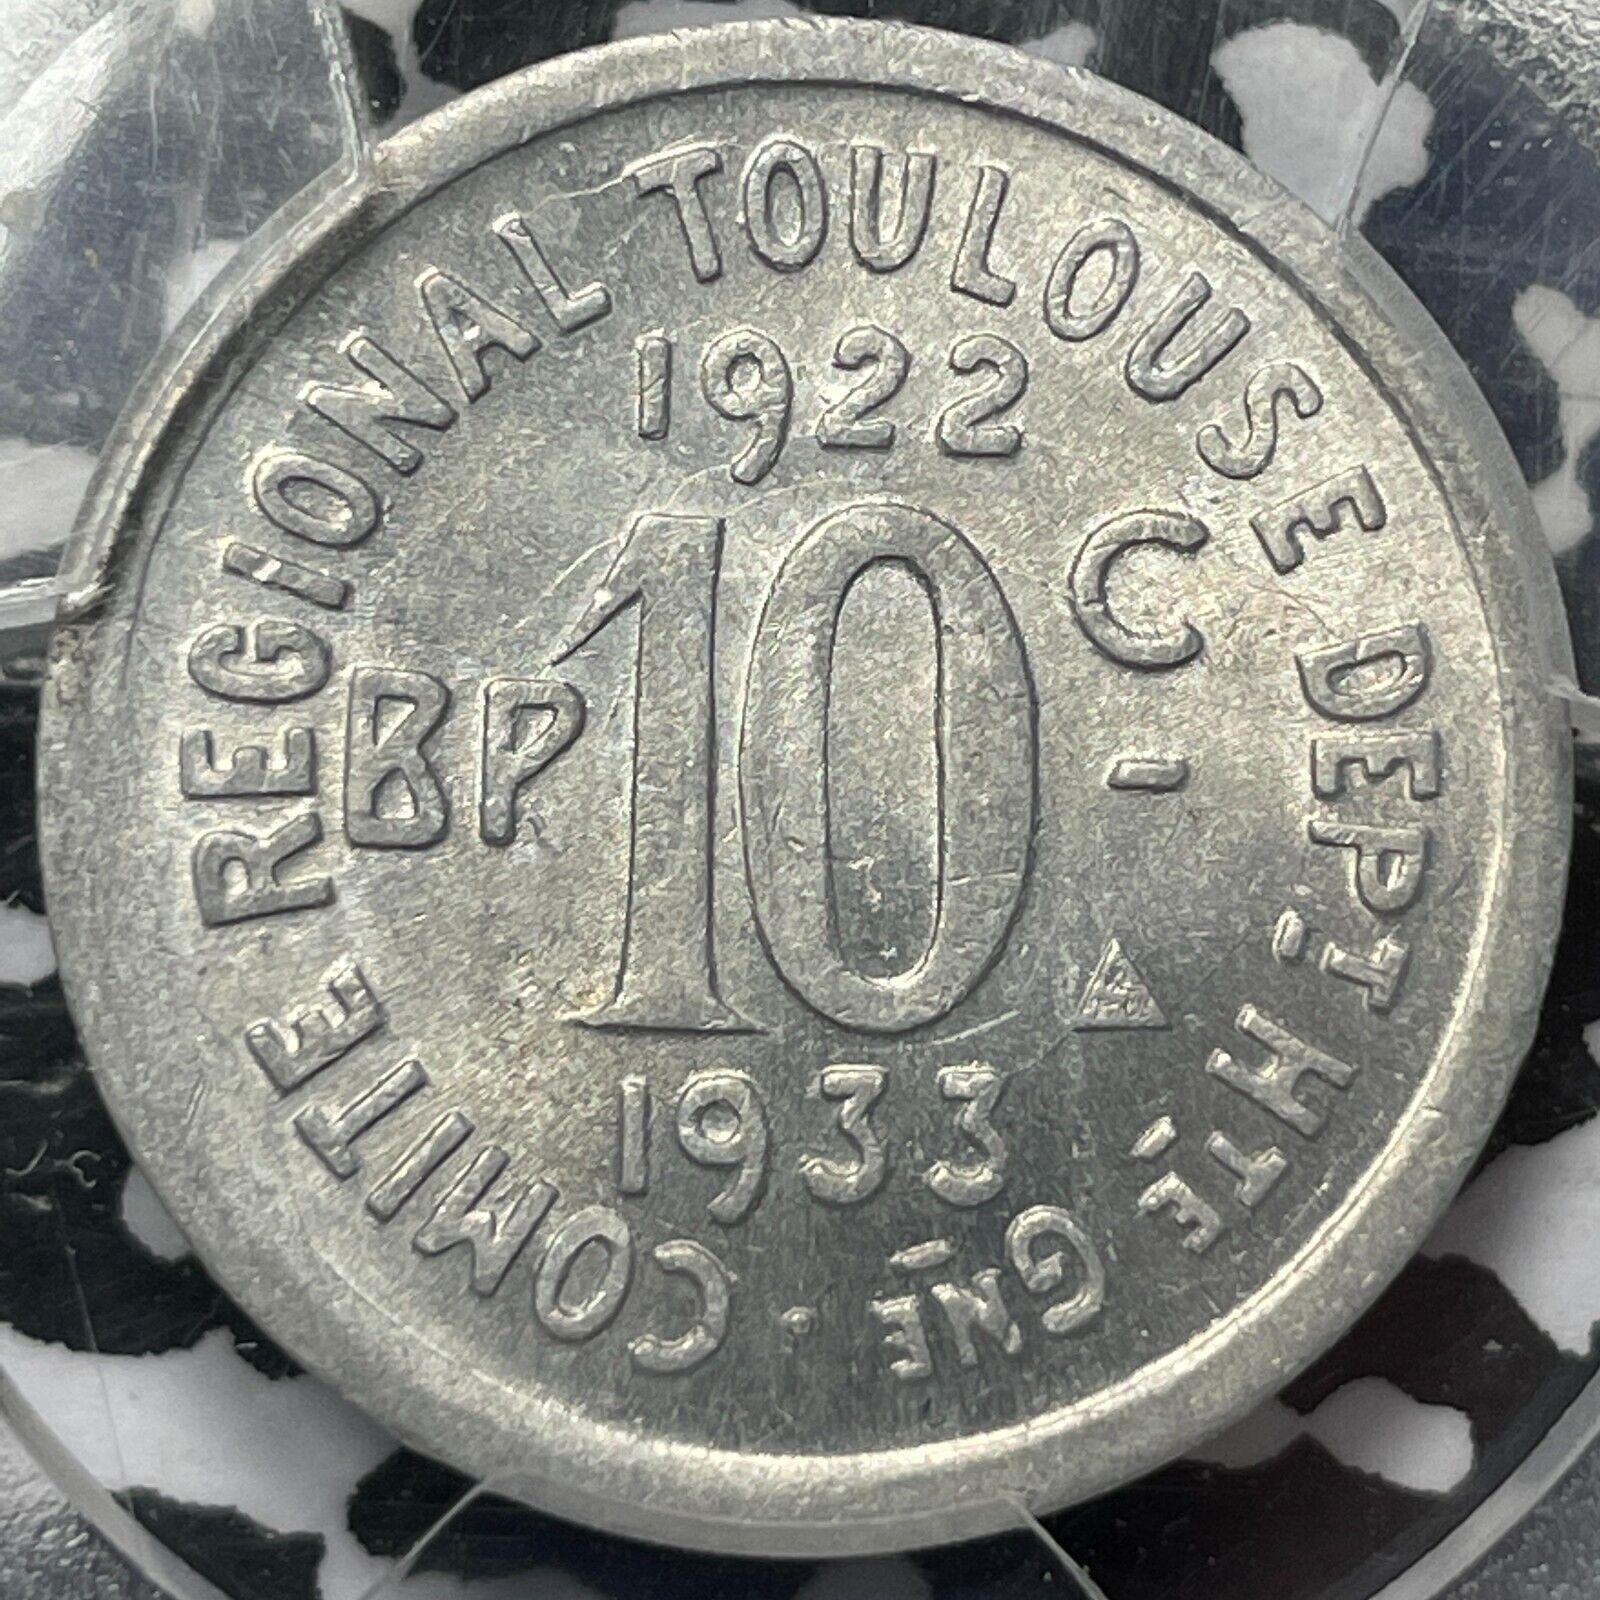 COMITE REGIONAL TOULOUSE DEPT HTE GNE ·
1922
BP 10 C -
1933